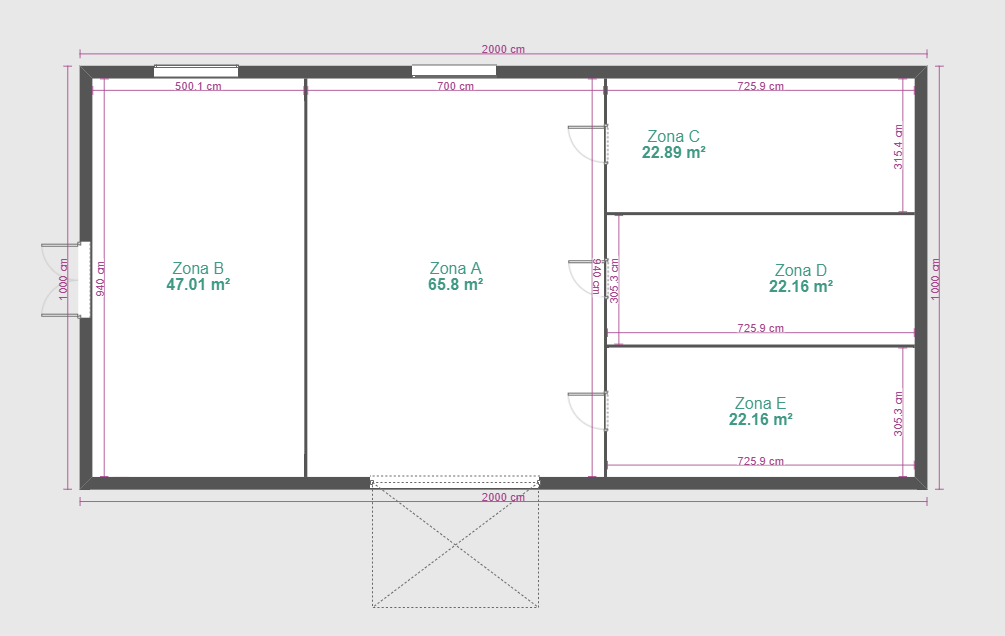 2000 cm
500.1 cm
700 cm
725.9 cm
Zona C
22.89 m²
315.4 cm
1000 cm
940 cm
Zona B
47.01 m²
Zona A
65.8 m²
940 cm
305.3 cm
Zona D
22.16 m²
1000 cm
725.9 cm
Zona E
22.16 m²
305.3 cm
725.9 cm
2000 cm